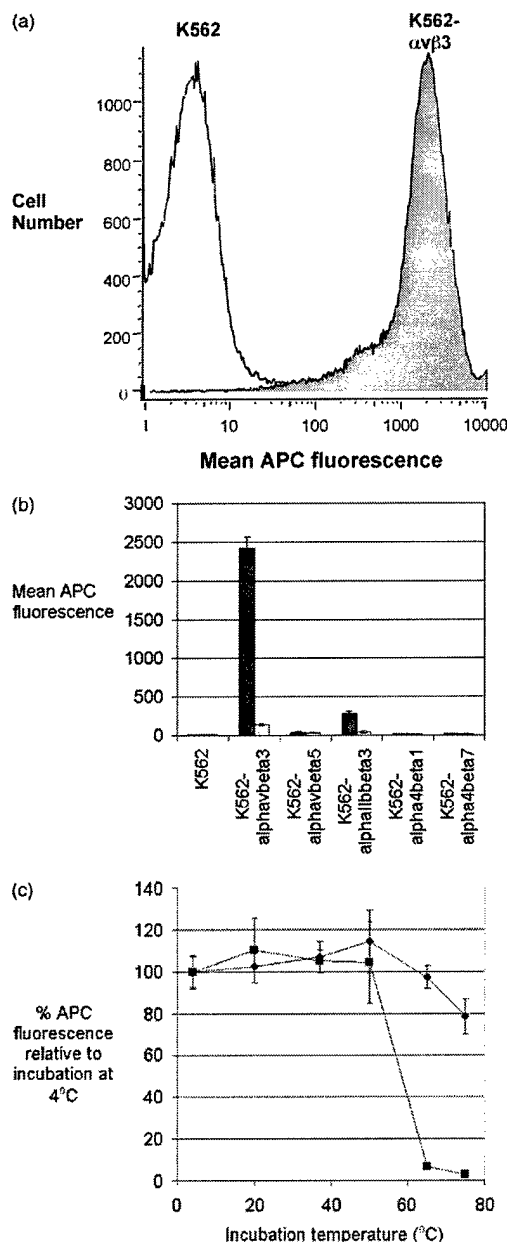 (a)
K562
K562-
αvβ3
1000
800
600
400
200
0
Cell
Number
1
10
100
1000
10000
Mean APC fluorescence
(b)
3000
2500
2000
1500
1000
500
0
Mean APC
fluorescence
K562
K562-
alphavbeta3
K562-
alphavbeta5
K562-
alphaIIbbeta3
K562-
alpha4beta1
K562-
alpha4beta7
(c)
140
120
100
80
60
40
20
0
% APC
fluorescence
relative to
incubation at
4°C
0
20
40
60
80
Incubation temperature (°C)